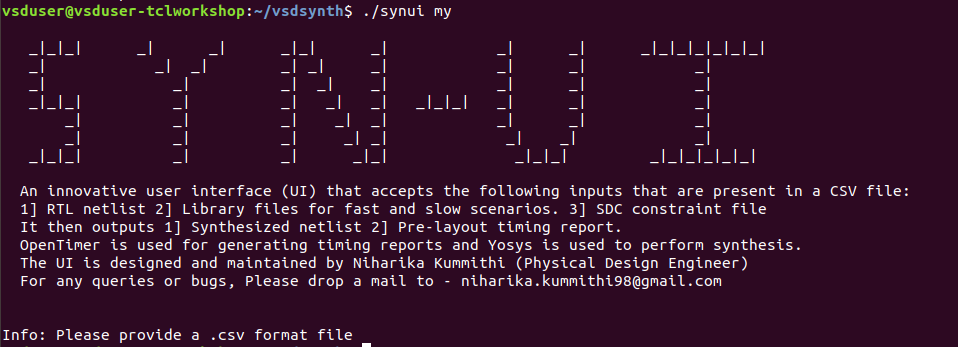 vsduser@vsduser-tclworkshop:~/vsdsynth$ ./synui my
SYN-UI
An innovative user interface (UI) that accepts the following inputs that are present in a CSV file:
1] RTL netlist 2] Library files for fast and slow scenarios. 3] SDC constraint file
It then outputs 1] Synthesized netlist 2] Pre-layout timing report.
OpenTimer is used for generating timing reports and Yosys is used to perform synthesis.
The UI is designed and maintained by Niharika Kummithi (Physical Design Engineer)
For any queries or bugs, Please drop a mail to - niharika.kummithi98@gmail.com
Info: Please provide a .csv format file